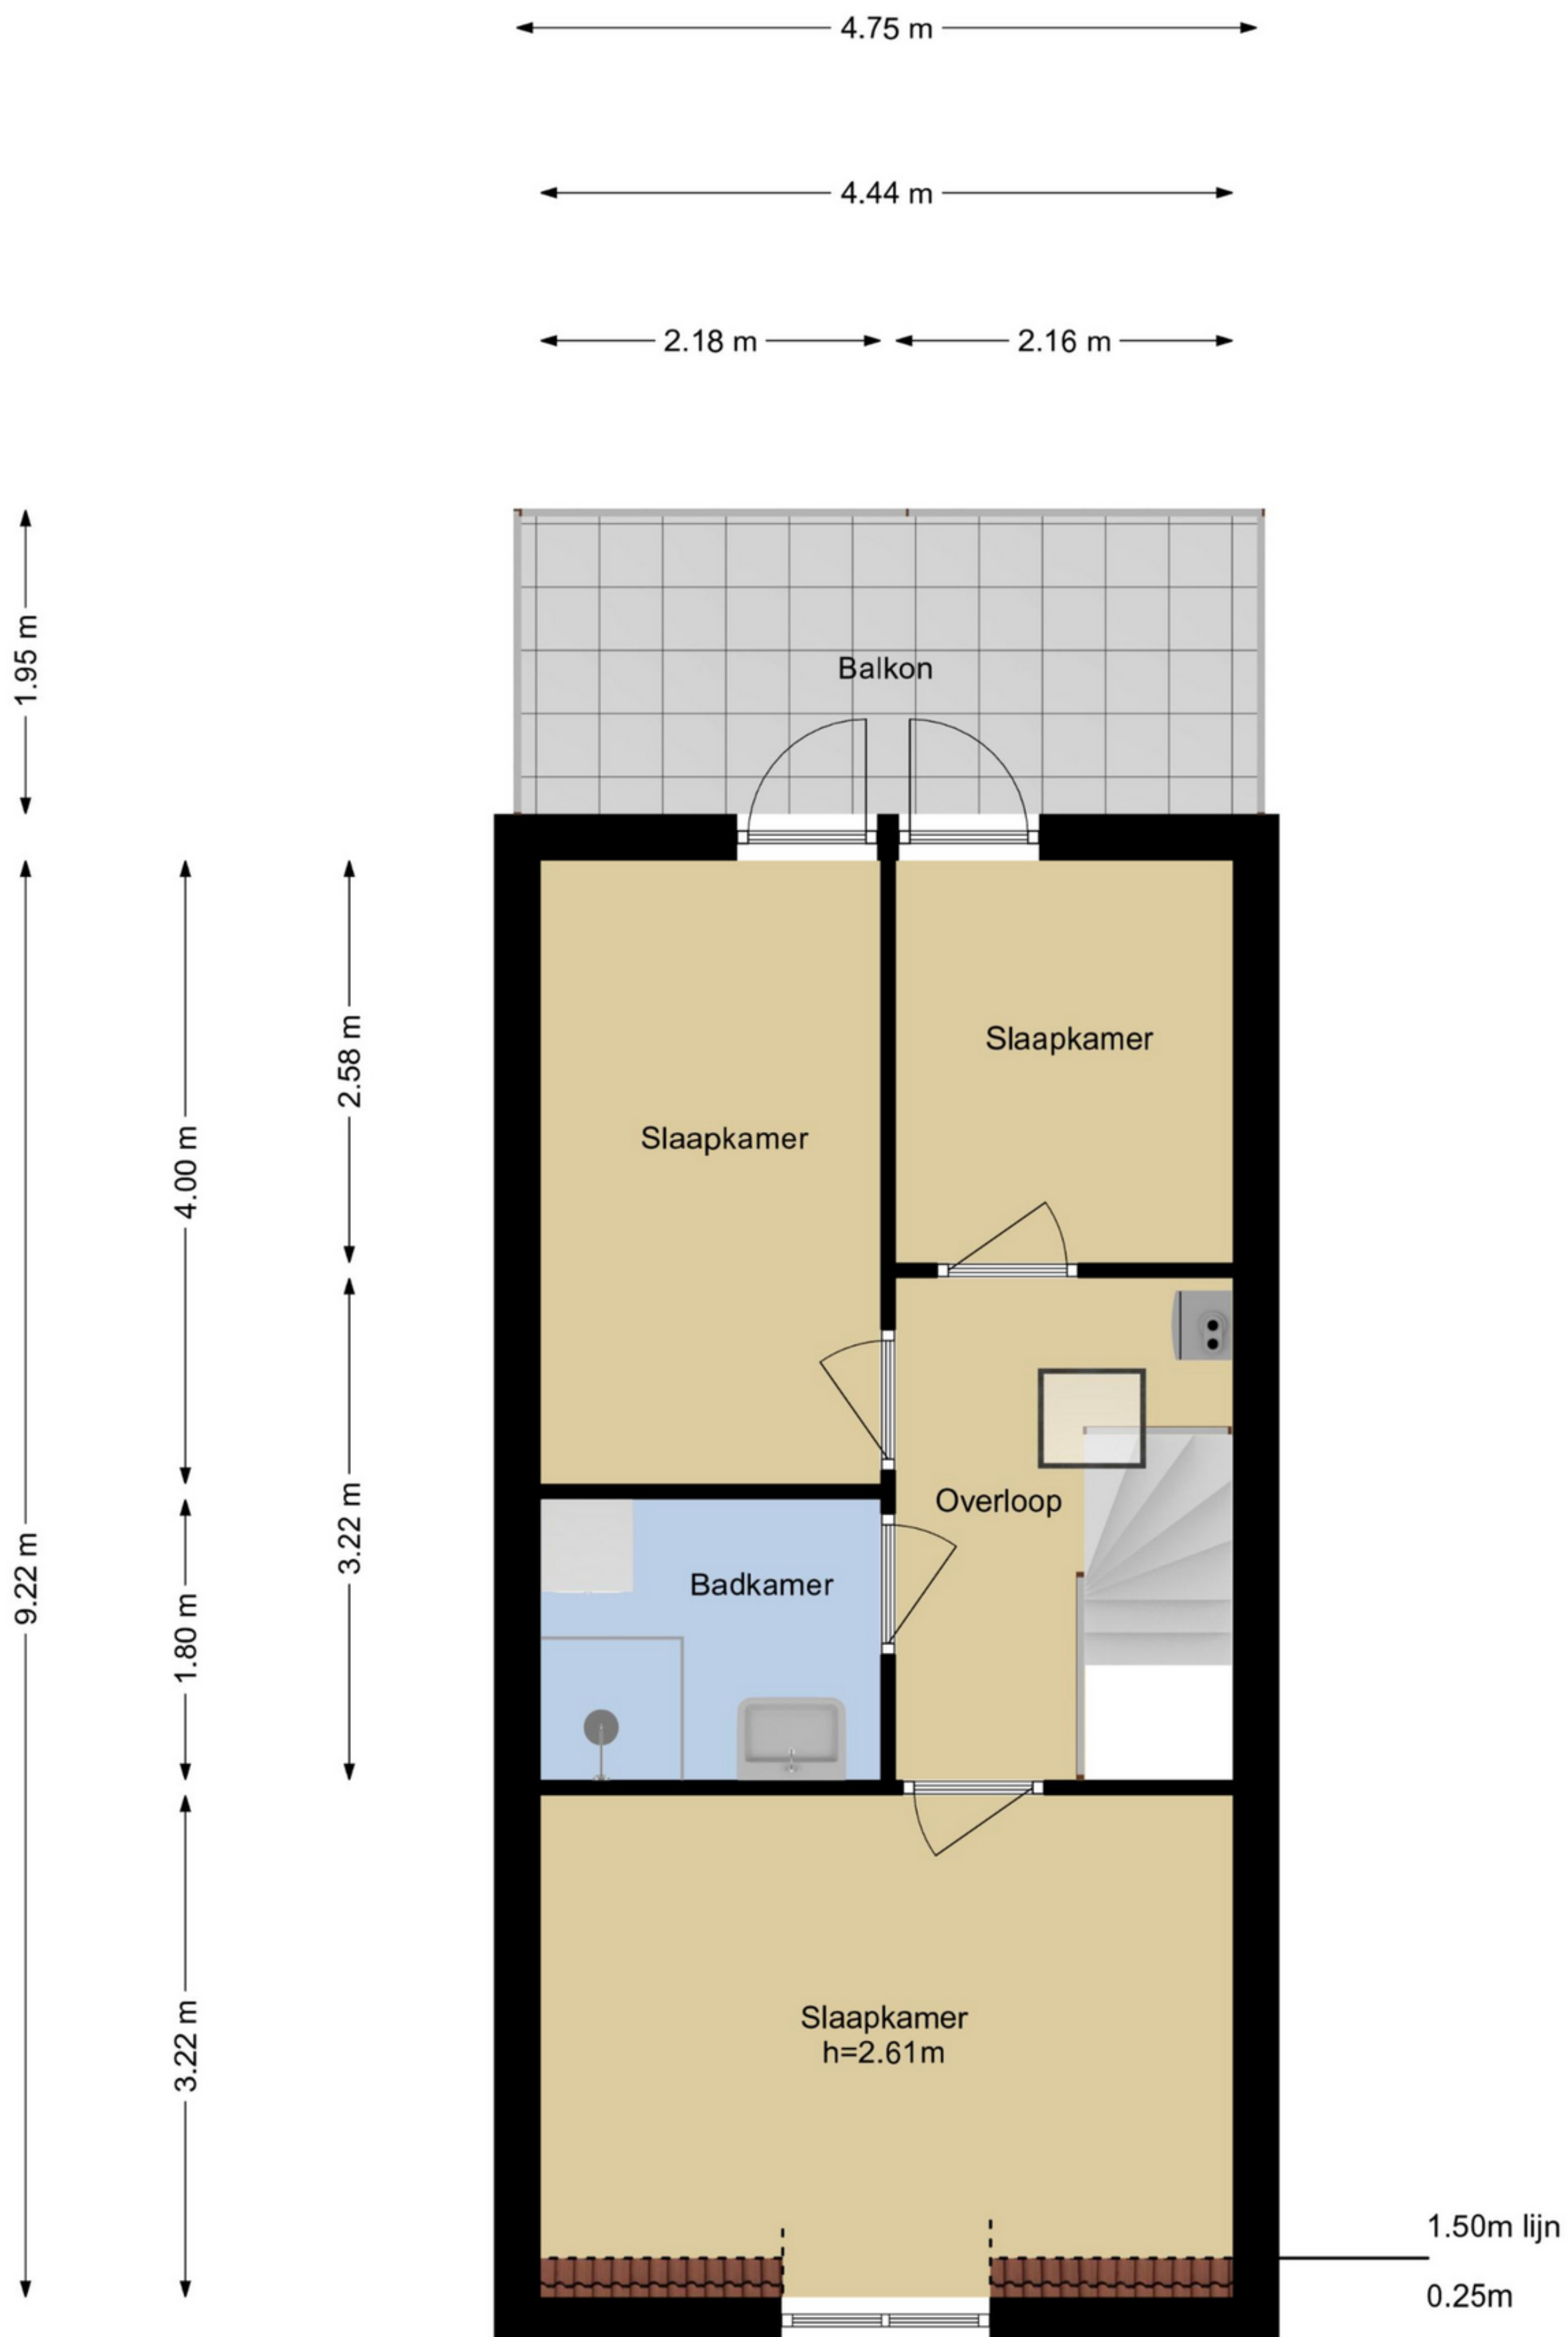 4.75 m
4.44 m
2.18 m
2.16 m
1.95 m
Balkon
2.58 m
Slaapkamer
Slaapkamer
4.00 m
9.22 m
3.22 m
Overloop
Badkamer
1.80 m
3.22 m
Slaapkamer
h=2.61m
1.50m lijn
0.25m